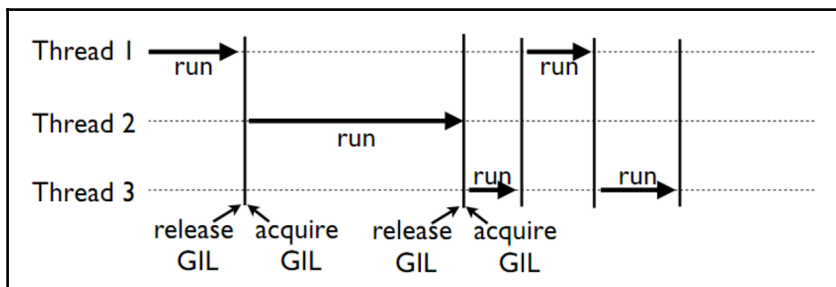 Thread 1
run
run
Thread 2
run
Thread 3
run
run
release acquire release acquire
GIL GIL GIL GIL